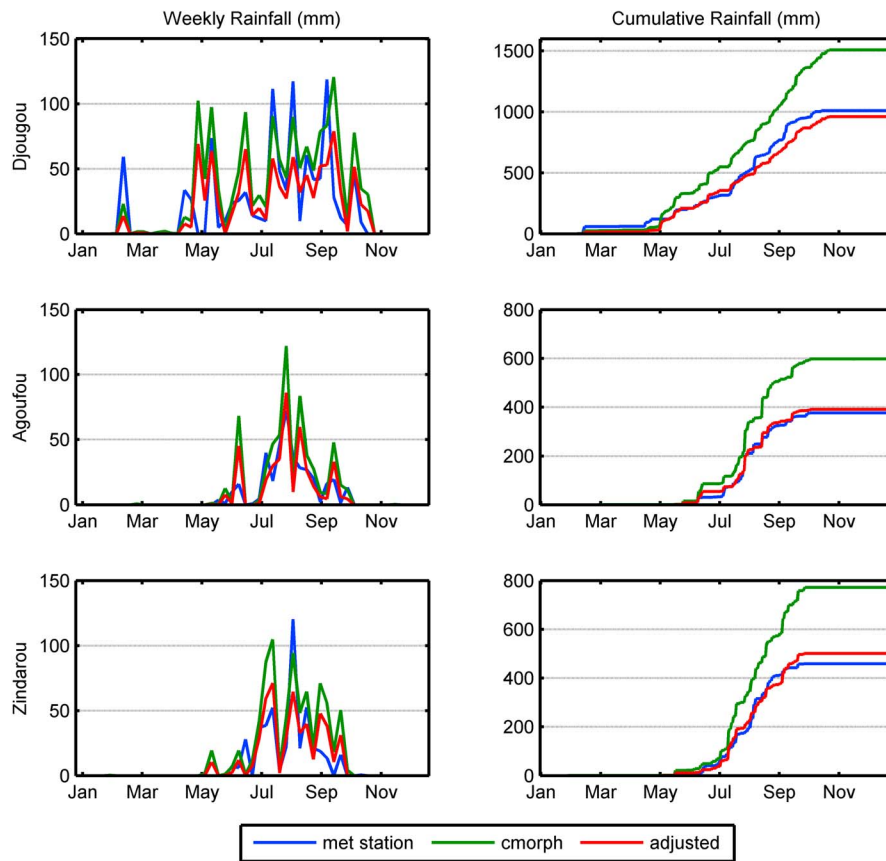 Weekly Rainfall (mm)
Cumulative Rainfall (mm)
Djougou
150
100
50
0
Jan Mar May Jul Sep Nov
1500
1000
500
0
Jan Mar May Jul Sep Nov
Agoufou
150
100
50
0
Jan Mar May Jul Sep Nov
800
600
400
200
0
Jan Mar May Jul Sep Nov
Zindarou
150
100
50
0
Jan Mar May Jul Sep Nov
800
600
400
200
0
Jan Mar May Jul Sep Nov
met station cmorph adjusted